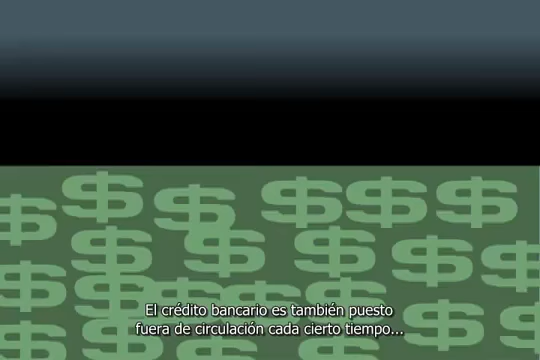 El crédito bancario es también puesto
fuera de circulación cada cierto tiempo...